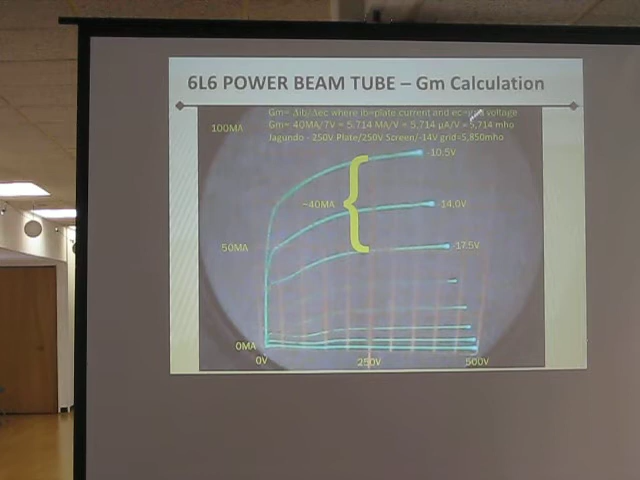 6L6 POWER BEAM TUBE – Gm Calculation
Gm= Δib/Δec where ib=plate current and ec=grid voltage
Gm= 40MA/7V = 5.714 MA/V = 5,714 µA/V = 5,714 mho
Jagundo - 250V Plate/250V Screen/-14V grid=5,850mho
100MA
-10.5V
~40MA
14.0V
50MA
-17.5V
0MA
0V
250V
500V